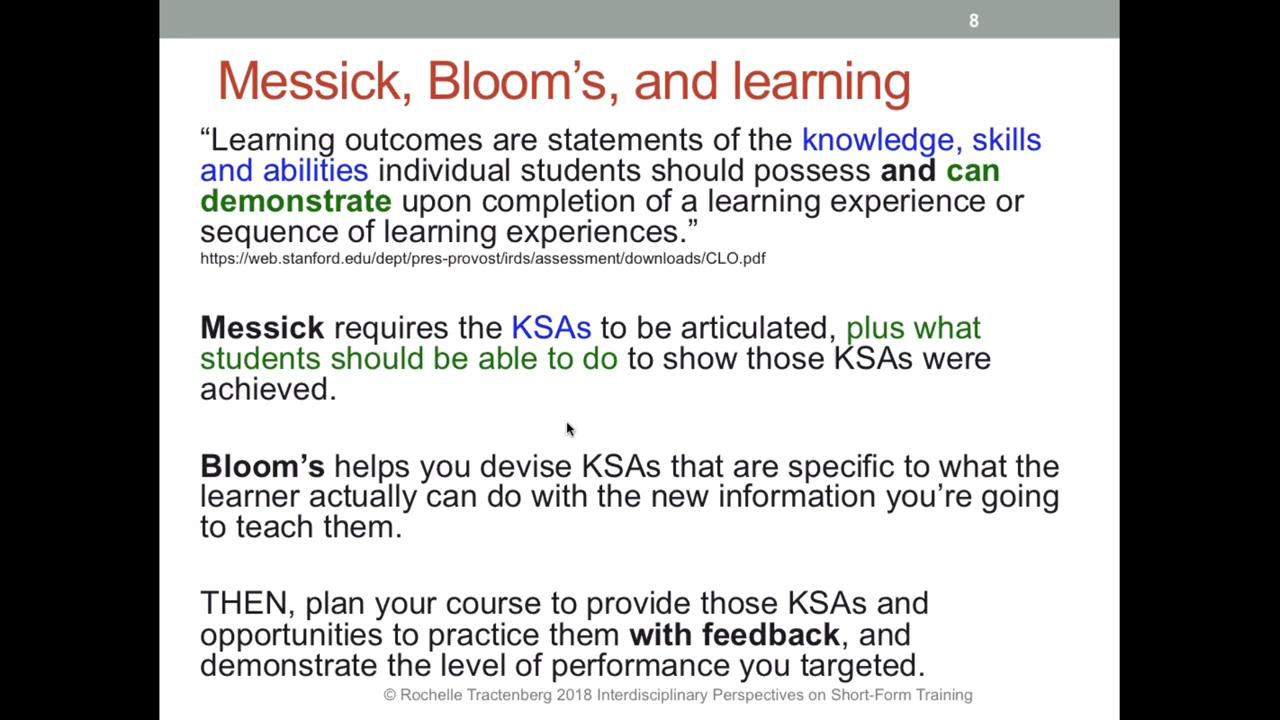 8
Messick, Bloom’s, and learning
“Learning outcomes are statements of the knowledge, skills
and abilities individual students should possess and can
demonstrate upon completion of a learning experience or
sequence of learning experiences.”
https://web.stanford.edu/dept/pres-provost/irds/assessment/downloads/CLO.pdf
Messick requires the KSAs to be articulated, plus what
students should be able to do to show those KSAs were
achieved.
Bloom’s helps you devise KSAs that are specific to what the
learner actually can do with the new information you’re going
to teach them.
THEN, plan your course to provide those KSAs and
opportunities to practice them with feedback, and
demonstrate the level of performance you targeted.
© Rochelle Tractenberg 2018 Interdisciplinary Perspectives on Short-Form Training